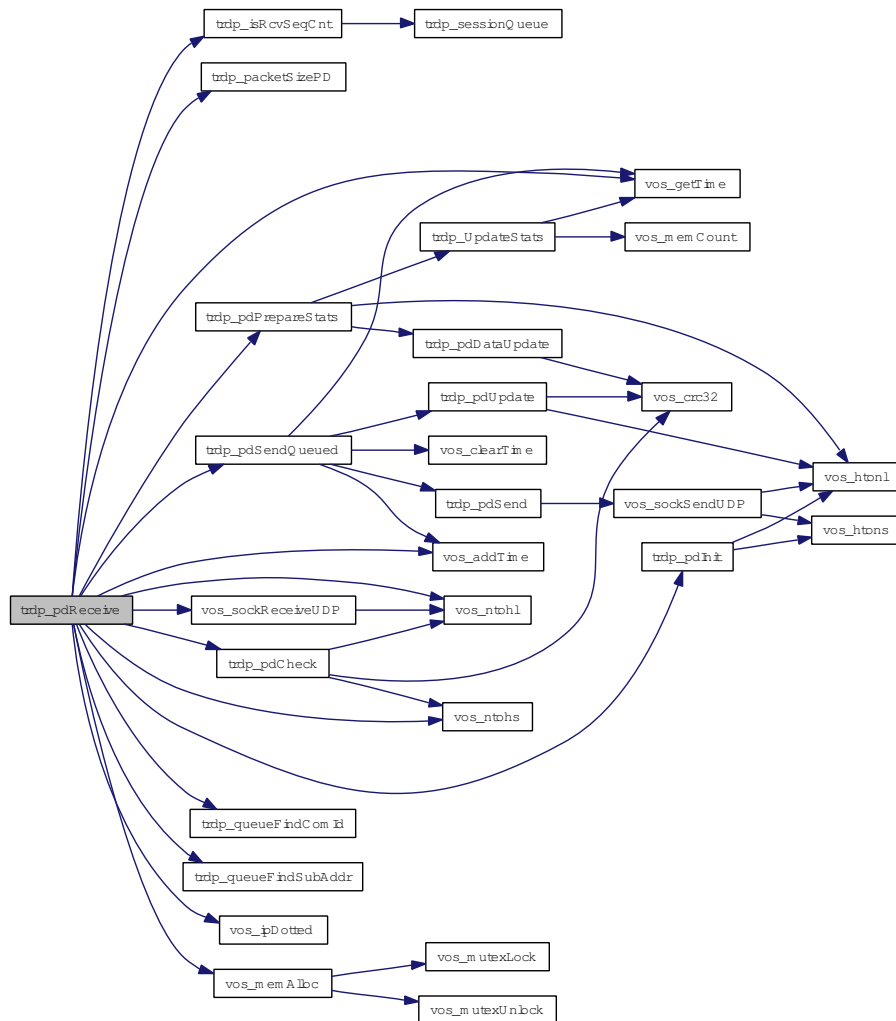 trdp_isRcvSeqCnt
trdp_sessionQueue
trdp_packetSizePD
vos_getTime
trdp_UpdateStats
vos_memCount
trdp_pdPrepareStats
trdp_pdDataUpdate
trdp_pdUpdate
vos_crc32
trdp_pdSendQueued
vos_clearTime
vos_htonl
trdp_pdSend
vos_sockSendUDP
vos_htons
vos_addTime
trdp_pdInit
trdp_pdReceive
vos_sockReceiveUDP
vos_ntohl
trdp_pdCheck
vos_ntohs
trdp_queueFindComId
trdp_queueFindSubAddr
vos_ipDotted
vos_mutexLock
vos_memAlloc
vos_mutexUnlock